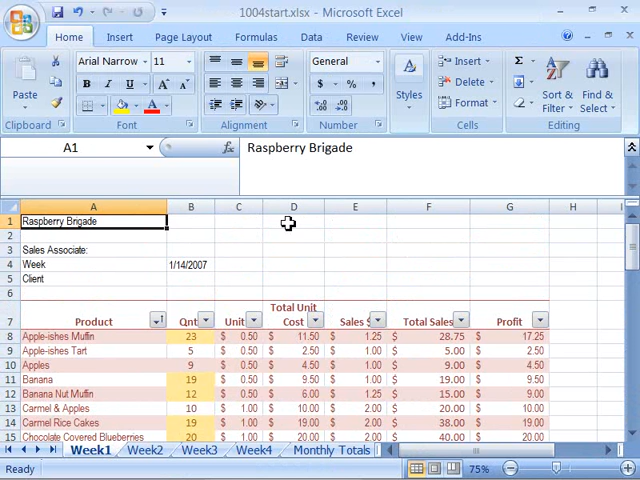 1004start.xlsx - Microsoft Excel
Home Insert Page Layout Formulas Data Review View Add-Ins
Paste
Clipboard
Arial Narrow 11
B I U
A A
Font
Alignment
General
$ % ,
Number
Styles
Insert
Delete
Format
Cells
Σ
Sort & Filter
Find & Select
Editing
A1 fx Raspberry Brigade
A B C D E F G H I
1 Raspberry Brigade
2
3 Sales Associate:
4 Week 1/14/2007
5 Client
6
7 Product Qnt Unit Total Unit Cost Sales $ Total Sales Profit
8 Apple-ishes Muffin 23 $ 0.50 $ 11.50 $ 1.25 $ 28.75 $ 17.25
9 Apple-ishes Tart 5 $ 0.50 $ 2.50 $ 1.00 $ 5.00 $ 2.50
10 Apples 9 $ 0.50 $ 4.50 $ 1.00 $ 9.00 $ 4.50
11 Banana 19 $ 0.50 $ 9.50 $ 1.00 $ 19.00 $ 9.50
12 Banana Nut Muffin 12 $ 0.50 $ 6.00 $ 1.25 $ 15.00 $ 9.00
13 Carmel & Apples 10 $ 1.00 $ 10.00 $ 2.00 $ 20.00 $ 10.00
14 Carmel Rice Cakes 19 $ 1.00 $ 19.00 $ 2.00 $ 38.00 $ 19.00
15 Chocolate Covered Blueberries 20 $ 1.00 $ 20.00 $ 2.00 $ 40.00 $ 20.00
Week1 Week2 Week3 Week4 Monthly Totals
Ready 75%